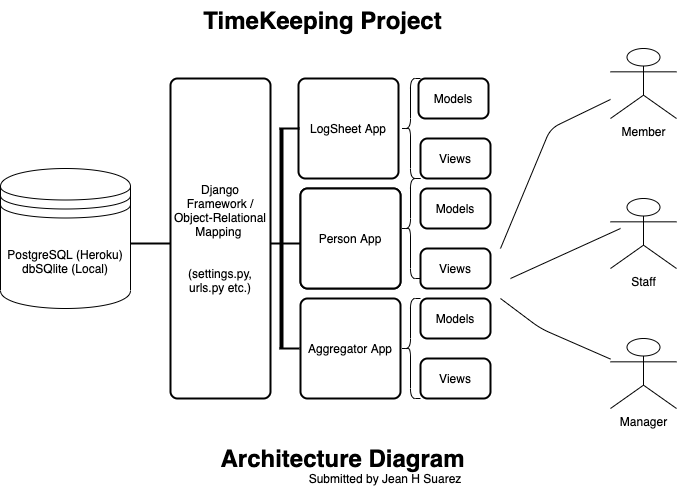 TimeKeeping Project
PostgreSQL (Heroku)
dbSQlite (Local)
Django
Framework /
Object-Relational
Mapping
(settings.py,
urls.py etc.)
LogSheet App
Person App
Aggregator App
Models
Views
Models
Views
Models
Views
Member
Staff
Manager
Architecture Diagram
Submitted by Jean H Suarez